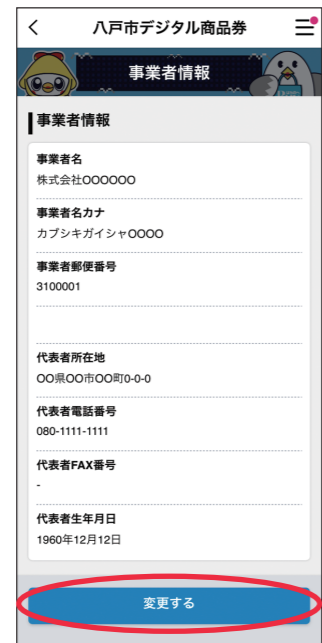 八戸市デジタル商品券
事業者情報
事業者情報
事業者名
株式会社OOOOOO
事業者名カナ
カブシキガイシャOOOO
事業者郵便番号
3100001
代表者所在地
OO県OO市OO町0-0-0
代表者電話番号
080-1111-1111
代表者FAX番号
-
代表者生年月日
1960年12月12日
変更する